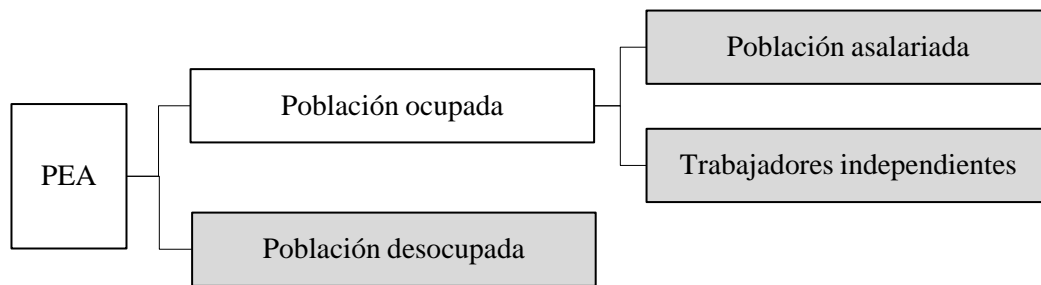 PEA
Población ocupada
Población desocupada
Población asalariada
Trabajadores independientes